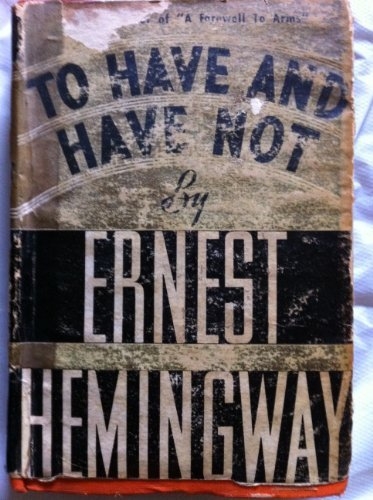 of "A Farewell To Arms"
TO HAVE AND
HAVE NOT
By
ERNEST
HEMINGWAY